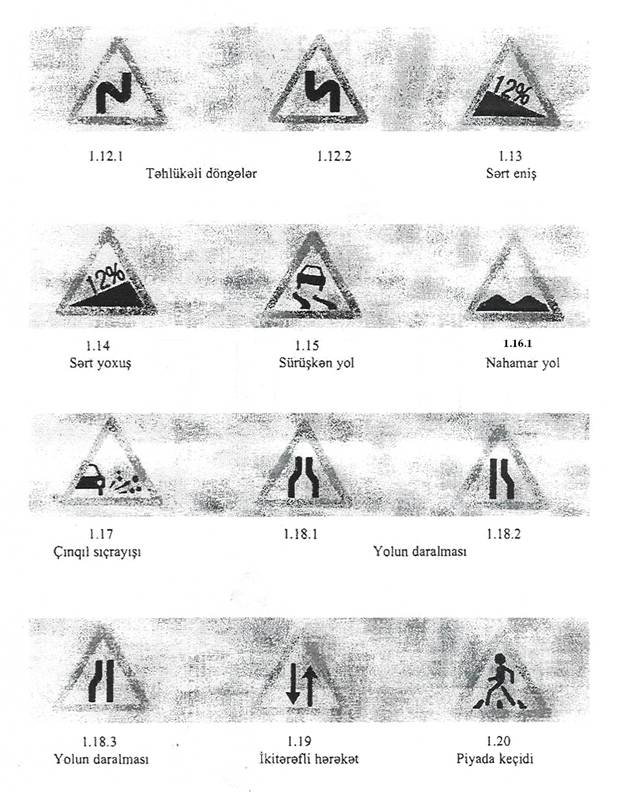 12%
1.12.1 1.12.2 1.13
Təhlükəli döngələr Sərt eniş
12%
1.14 1.15 1.16.1
Sərt yoxuş Sürüşkən yol Nahamar yol
1.17 1.18.1 1.18.2
Çınqıl sıçrayışı Yolun daralması
1.18.3 1.19 1.20
Yolun daralması İkitərəfli hərəkət Piyada keçidi